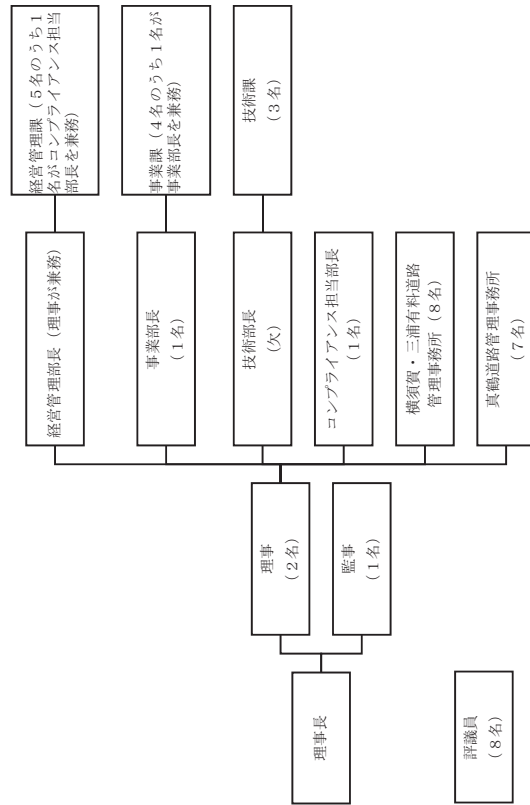 理事長
評議員
（８名）
理事
（２名）
監事
（１名）
経営管理部長（理事が兼務）
事業部長
（１名）
技術部長
（欠）
コンプライアンス担当部長
（１名）
横須賀・三浦有料道路
管理事務所（８名）
真鶴道路管理事務所
（７名）
経営管理課（５名のうち１
名がコンプライアンス担当
部長を兼務）
事業課（４名のうち１名が
事業部長を兼務）
技術課
（３名）